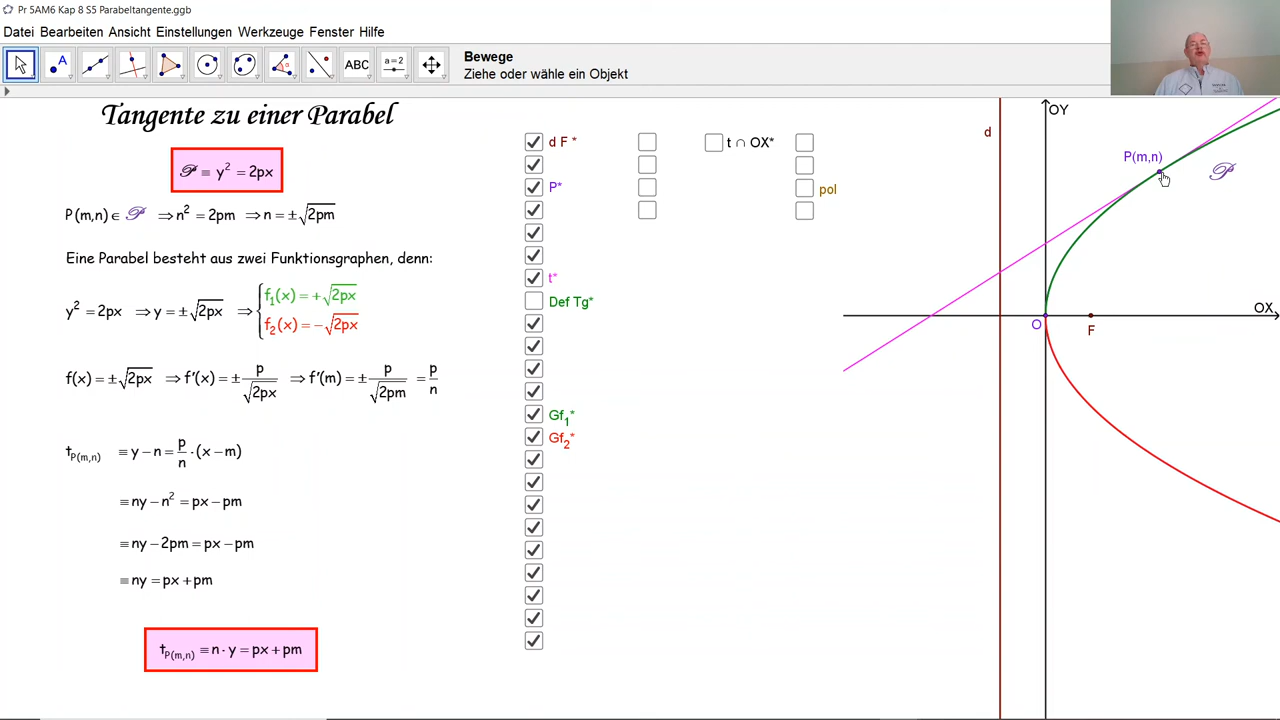 Pr 5AM6 Kap 8 S5 Parabeltangente.ggb
Datei Bearbeiten Ansicht Einstellungen Werkzeuge Fenster Hilfe
A
ABC
a=2
Bewege
Ziehe oder wähle ein Objekt
Tangente zu einer Parabel
𝒫 ≡ y² = 2px
P(m,n) ∈ 𝒫 ⇒ n² = 2pm ⇒ n = ±√2pm
Eine Parabel besteht aus zwei Funktionsgraphen, denn:
y² = 2px ⇒ y = ±√2px ⇒ { f₁(x) = +√2px
f₂(x) = −√2px
f(x) = ±√2px ⇒ f'(x) = ± p/√2px ⇒ f'(m) = ± p/√2pm = p/n
t_P(m,n) ≡ y − n = p/n · (x − m)
≡ ny − n² = px − pm
≡ ny − 2pm = px − pm
≡ ny = px + pm
t_P(m,n) ≡ n · y = px + pm
d F *
P*
t*
Def Tg*
Gf₁*
Gf₂*
t ∩ OX*
pol
d
OY
P(m,n)
𝒫
O
F
OX